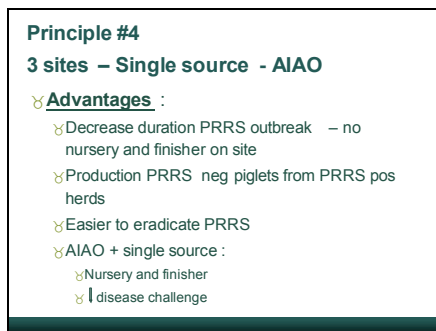 Principle #4
3 sites – Single source - AIAO
Advantages :
Decrease duration PRRS outbreak – no
nursery and finisher on site
Production PRRS neg piglets from PRRS pos
herds
Easier to eradicate PRRS
AIAO + single source :
Nursery and finisher
disease challenge